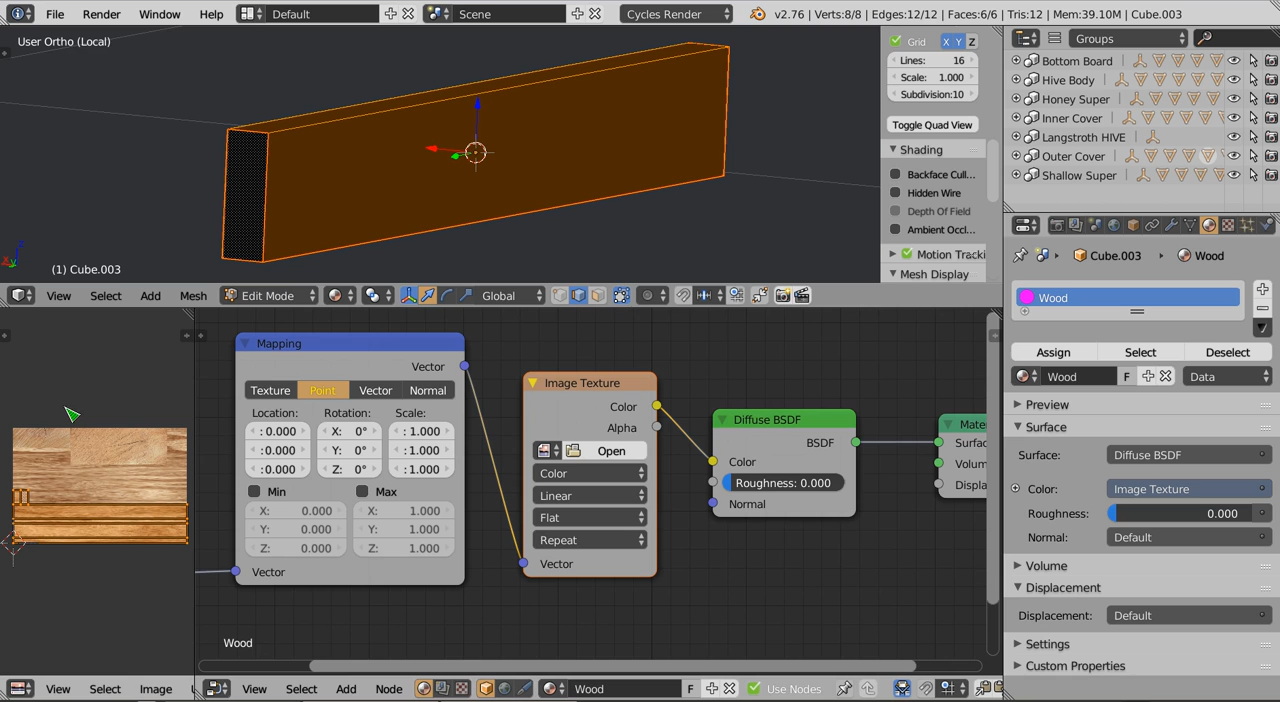 File Render Window Help Default Scene Cycles Render v2.76 | Verts:8/8 | Edges:12/12 | Faces:6/6 | Tris:12 | Mem:39.10M | Cube.003
User Ortho (Local)
(1) Cube.003
Grid X Y Z
Lines: 16
Scale: 1.000
Subdivision:10
Toggle Quad View
Shading
Backface Cull...
Hidden Wire
Depth Of Field
Ambient Occl...
Motion Tracki
Mesh Display
Groups
Bottom Board
Hive Body
Honey Super
Inner Cover
Langstroth HIVE
Outer Cover
Shallow Super
View Select Add Mesh Edit Mode Global
Mapping
Vector
Texture Point Vector Normal
Location: Rotation: Scale:
: 0.000 X: 0° : 1.000
: 0.000 Y: 0° : 1.000
: 0.000 Z: 0° : 1.000
Min Max
X: 0.000 X: 1.000
Y: 0.000 Y: 1.000
Z: 0.000 Z: 1.000
Vector
Image Texture
Color
Alpha
Open
Color
Linear
Flat
Repeat
Vector
Diffuse BSDF
BSDF
Color
Roughness: 0.000
Normal
Mate
Surfac
Volum
Displa
Wood
View Select Image
View Select Add Node Wood F Use Nodes
Cube.003 Wood
Wood
Assign Select Deselect
Wood F Data
Preview
Surface
Surface: Diffuse BSDF
Color: Image Texture
Roughness: 0.000
Normal: Default
Volume
Displacement
Displacement: Default
Settings
Custom Properties